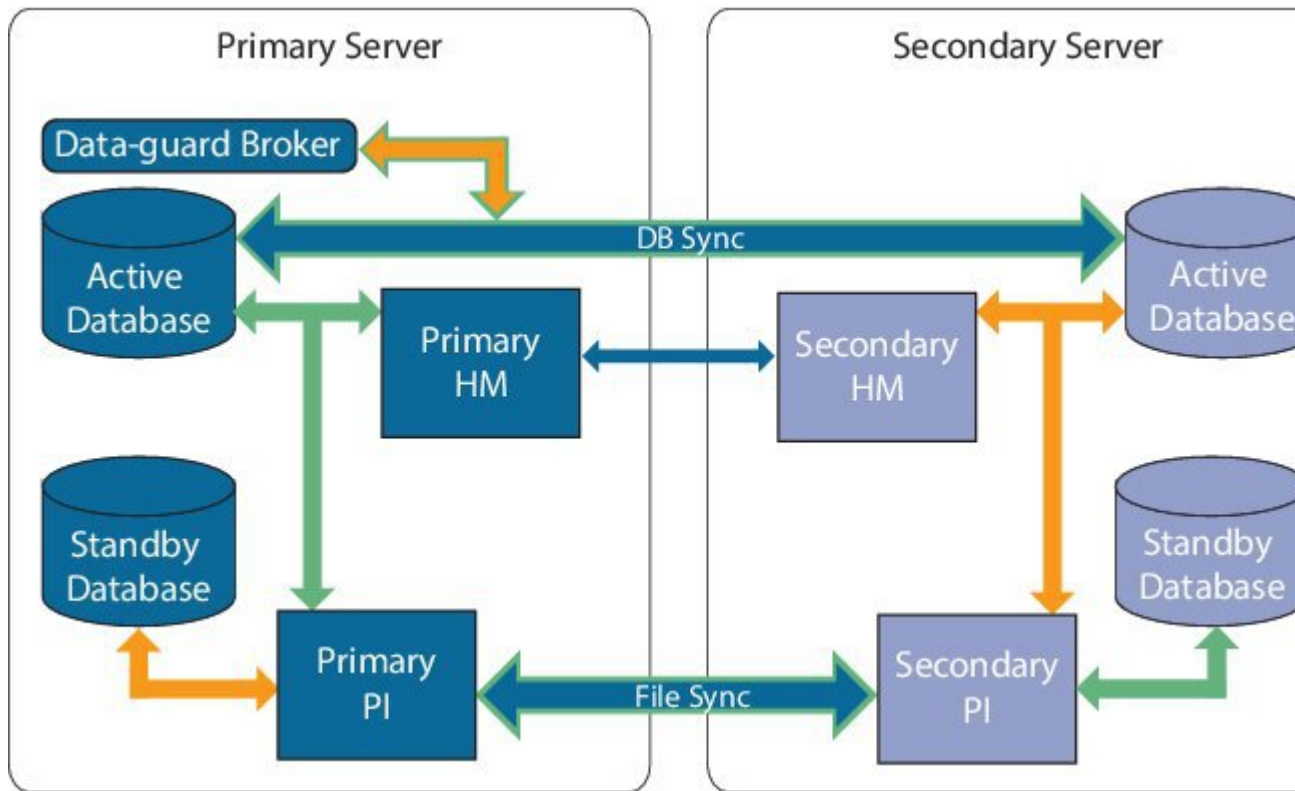 Primary Server
Secondary Server
Data-guard Broker
DB Sync
Active
Database
Active
Database
Primary
HM
Secondary
HM
Standby
Database
Standby
Database
Primary
PI
File Sync
Secondary
PI